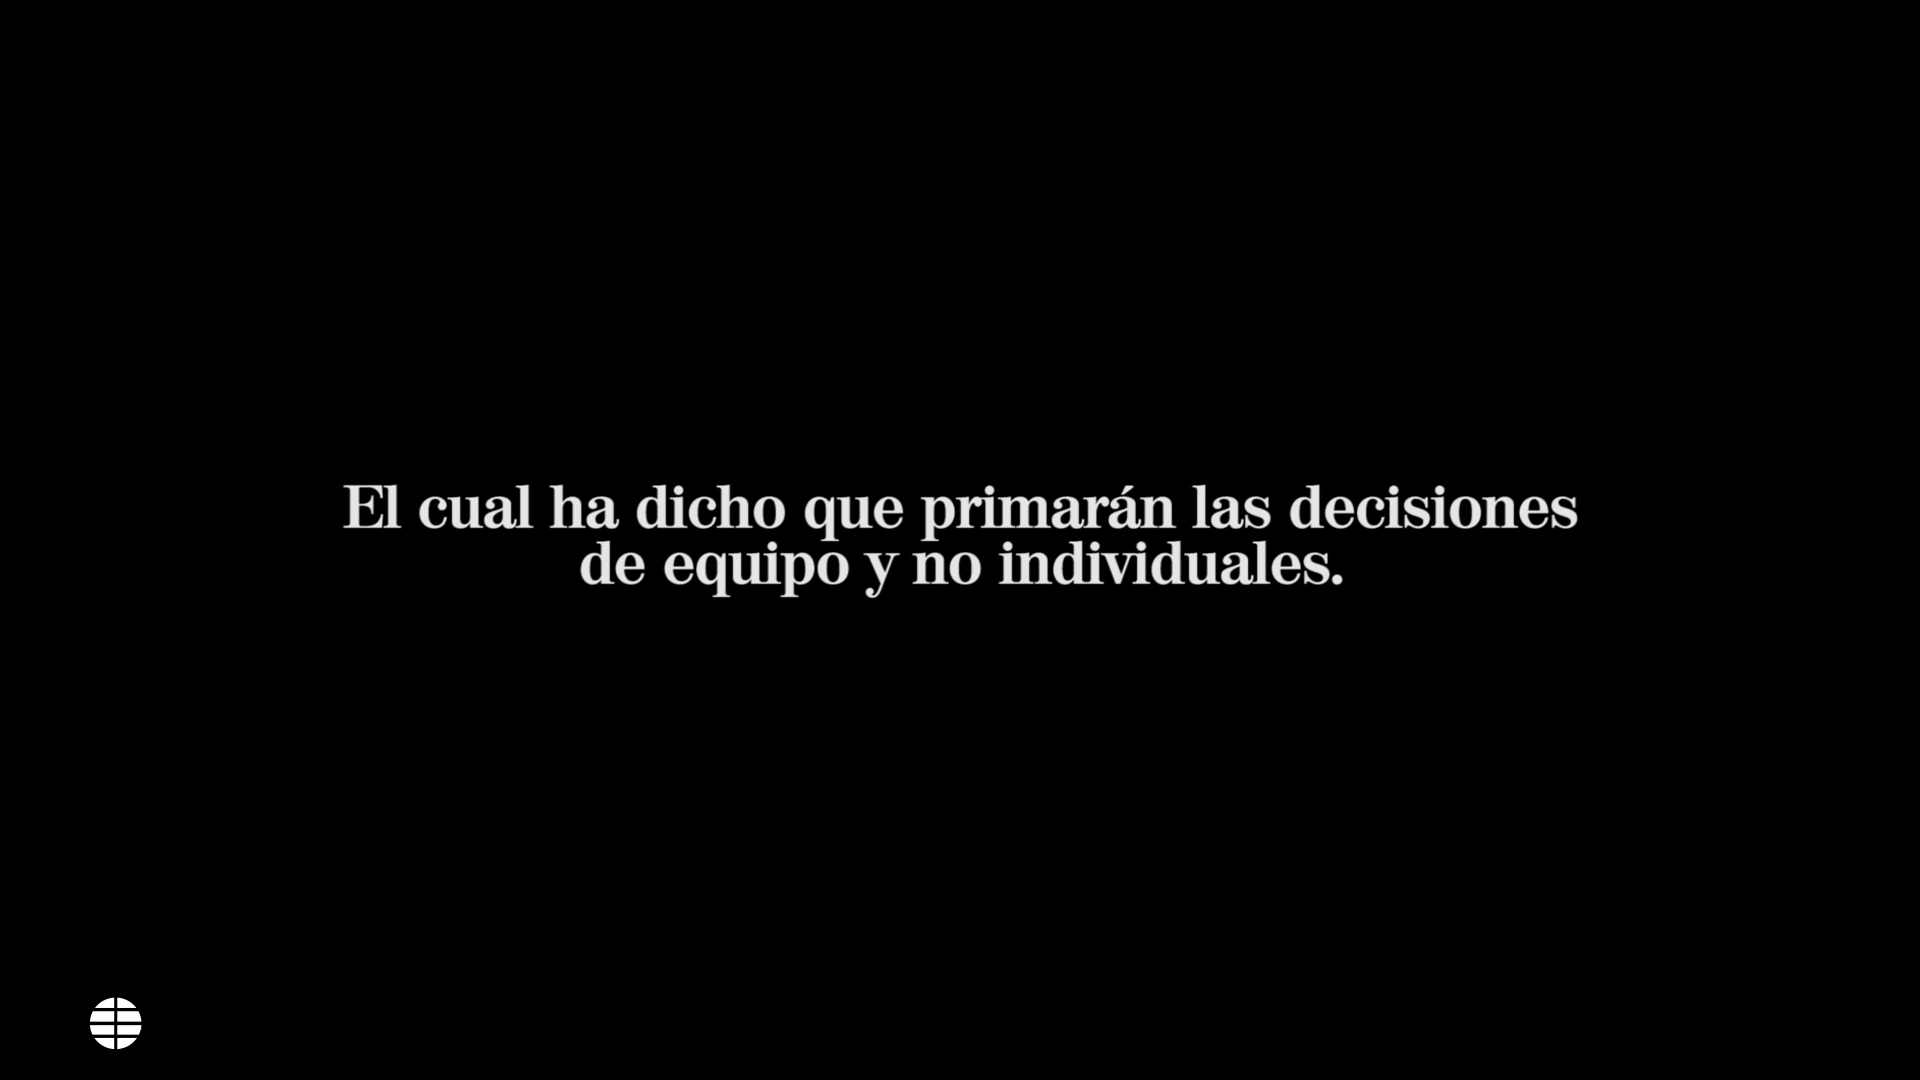 El cual ha dicho que primarán las decisiones
de equipo y no individuales.